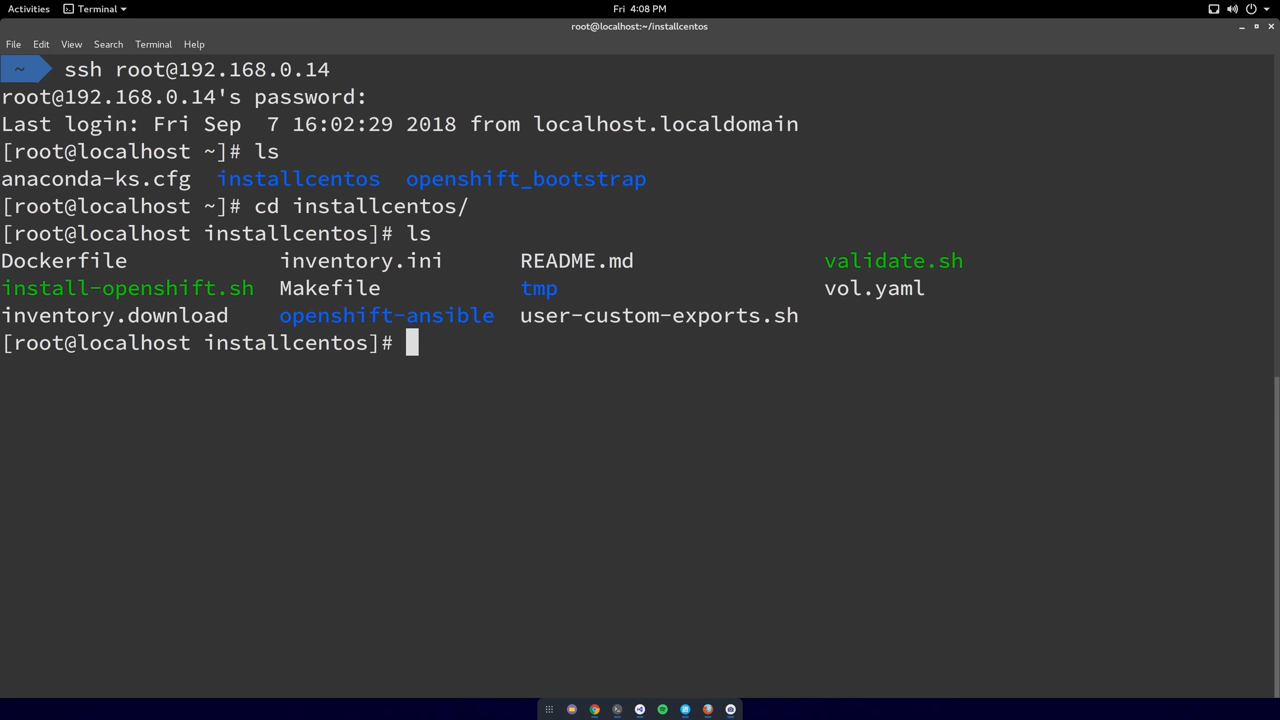 Activities Terminal Fri 4:08 PM
root@localhost:~/installcentos
File Edit View Search Terminal Help
~ ssh root@192.168.0.14
root@192.168.0.14's password:
Last login: Fri Sep  7 16:02:29 2018 from localhost.localdomain
[root@localhost ~]# ls
anaconda-ks.cfg  installcentos  openshift_bootstrap
[root@localhost ~]# cd installcentos/
[root@localhost installcentos]# ls
Dockerfile            inventory.ini      README.md               validate.sh
install-openshift.sh  Makefile           tmp                     vol.yaml
inventory.download    openshift-ansible  user-custom-exports.sh
[root@localhost installcentos]#